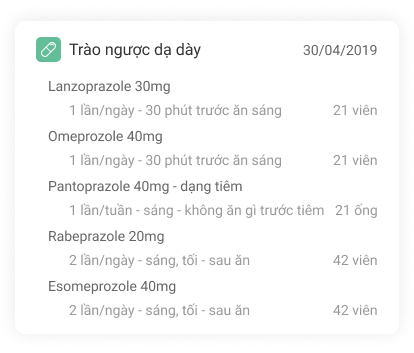 Trào ngược dạ dày 30/04/2019
Lanzoprazole 30mg
1 lần/ngày - 30 phút trước ăn sáng 21 viên
Omeprozole 40mg
1 lần/ngày - 30 phút trước ăn sáng 21 viên
Pantoprazole 40mg - dạng tiêm
1 lần/tuần - sáng - không ăn gì trước tiêm 21 ống
Rabeprazole 20mg
2 lần/ngày - sáng, tối - sau ăn 42 viên
Esomeprozole 40mg
2 lần/ngày - sáng, tối - sau ăn 42 viên